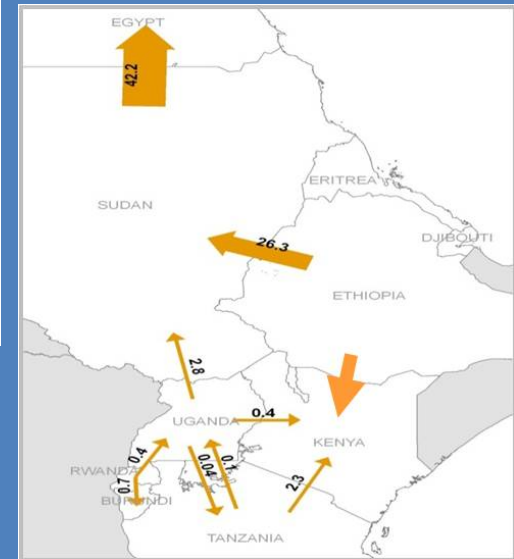 EGYPT
42.2
ERITREA
SUDAN
DJIBOUTI
26.3
ETHIOPIA
2.8
0.4
UGANDA
KENYA
0.4
0.04
0.1
RWANDA
0.7
2.3
BURUNDI
TANZANIA